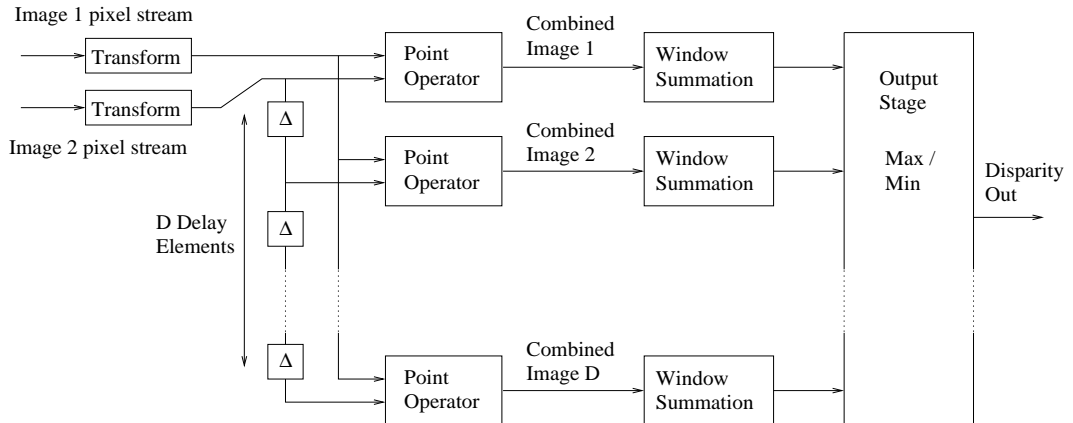 Image 1 pixel stream
Transform
Transform
Image 2 pixel stream
Δ
Δ
Δ
D Delay
Elements
Point
Operator
Combined
Image 1
Window
Summation
Point
Operator
Combined
Image 2
Window
Summation
Point
Operator
Combined
Image D
Window
Summation
Output
Stage
Max /
Min
Disparity
Out